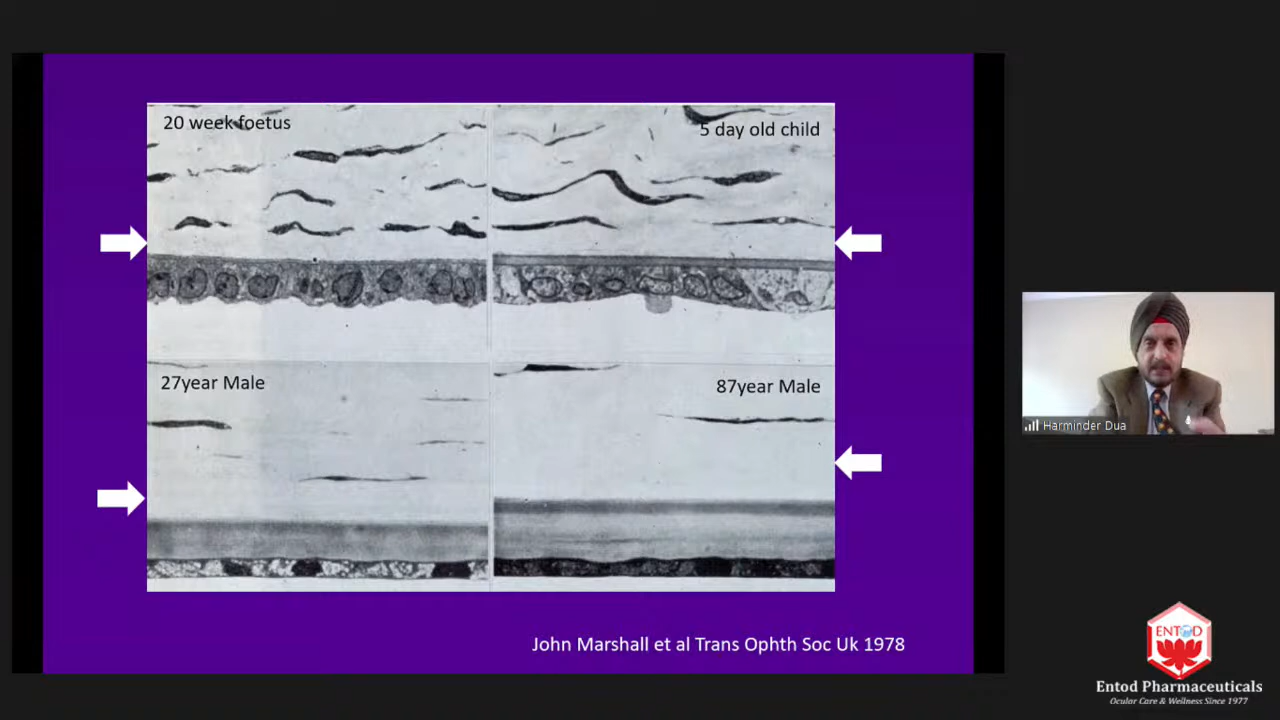 20 week foetus
5 day old child
27year Male
87year Male
John Marshall et al Trans Ophth Soc Uk 1978
Harminder Dua
ENTOD
Entod Pharmaceuticals
Ocular Care & Wellness Since 1977